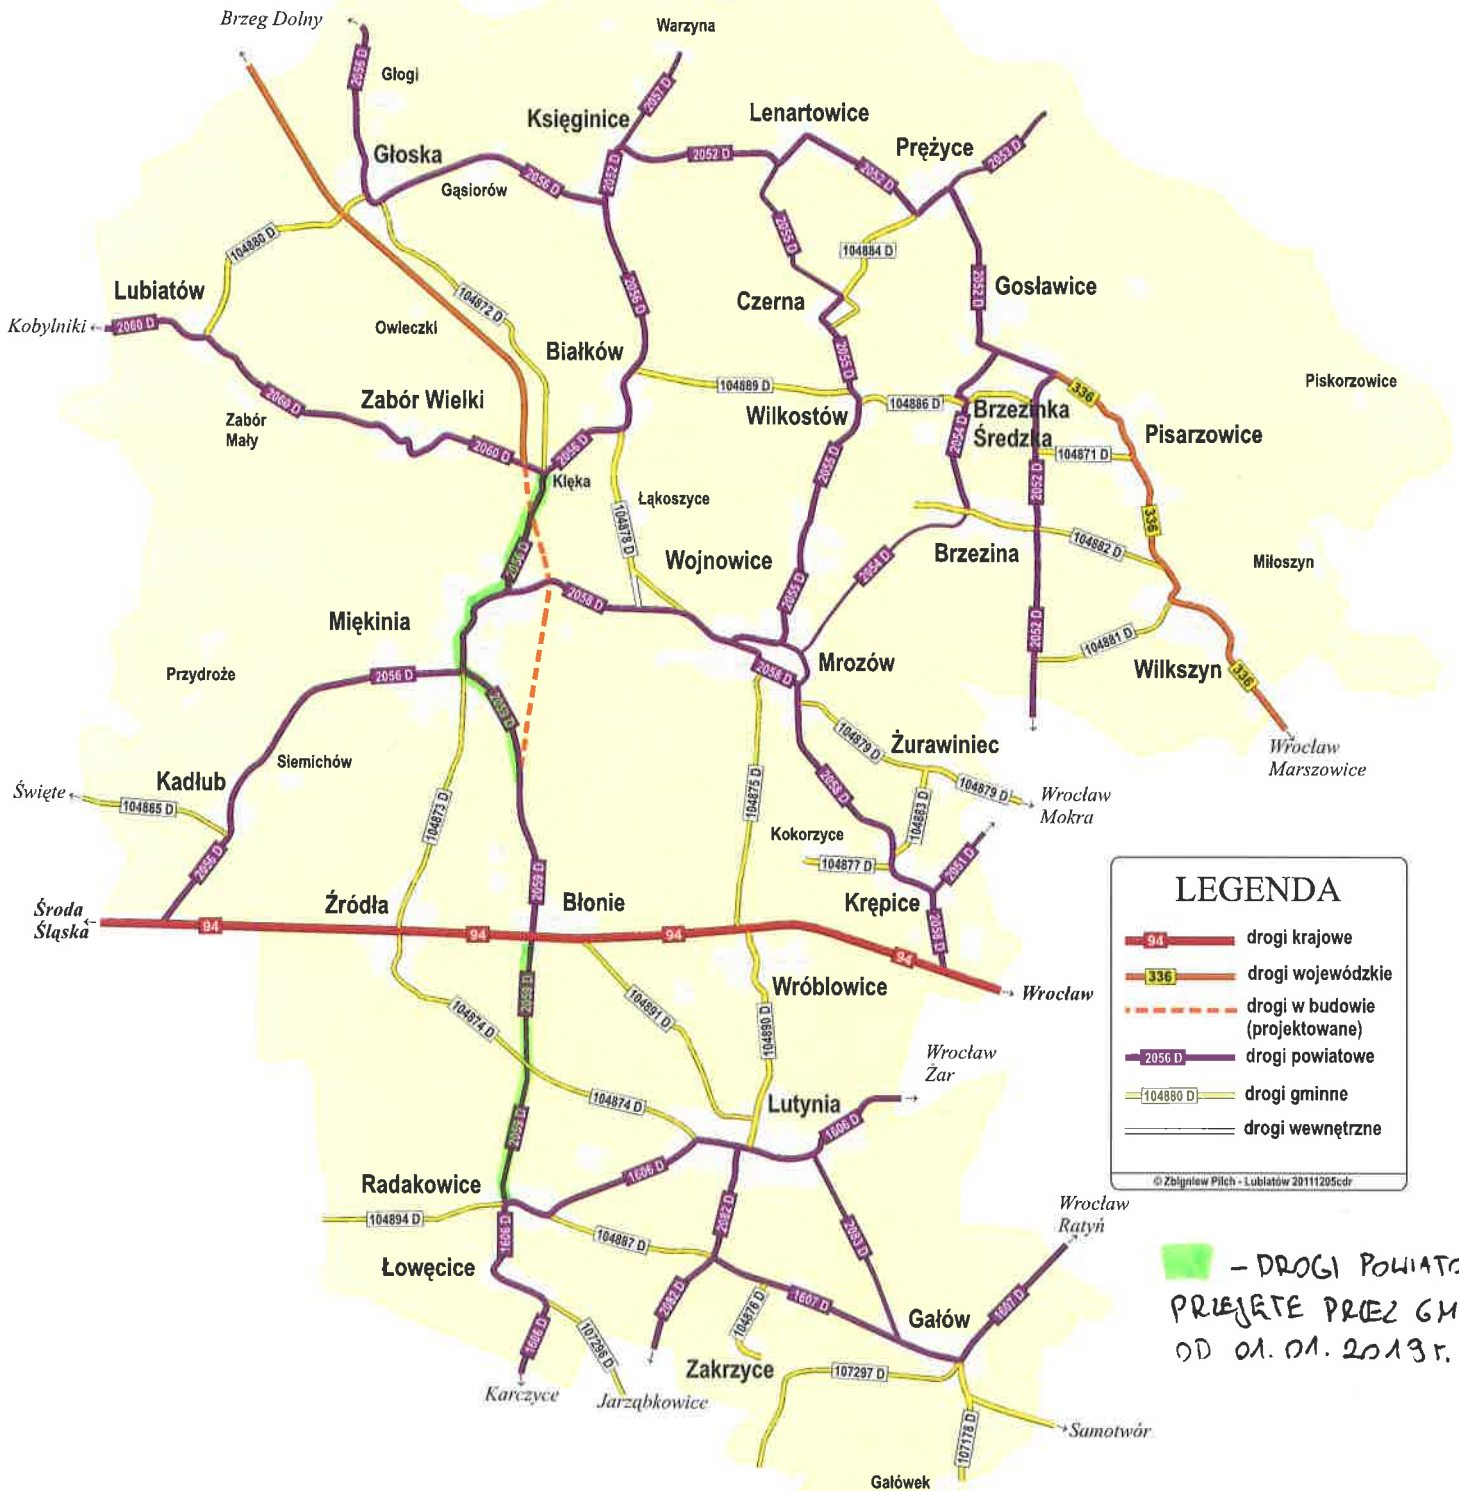 Brzeg Dolny
Warzyna
2056 D
Głogi
2057 D
Księginice
Lenartowice
Prężyce
Głoska
2052 D
2053 D
Gąsiorów
2056 D
2052 D
2052 D
104880 D
2055 D
104884 D
Lubiatów
104872 D
2056 D
Czerna
2052 D
Gosławice
Kobylniki
2060 D
Owieczki
Białków
2055 D
Piskorzowice
Zabór Wielki
104889 D
336
2060 D
Zabór
Mały
Wilkostów
104886 D
Brzezinka
Średzka
Pisarzowice
2060 D
2056 D
2054 D
104871 D
Klęka
2055 D
2052 D
Łąkoszyce
104878 D
336
Wojnowice
Brzezina
104882 D
Miłoszyn
2056 D
2058 D
2055 D
2054 D
Miękinia
2052 D
104881 D
Przydroże
2056 D
2058 D
Mrozów
Wilkszyn
336
2059 D
104879 D
Żurawiniec
Wrocław
Marszowice
Siemichów
Kadłub
104875 D
2058 D
104879 D
Święte
104885 D
104873 D
Wrocław
Mokra
104883 D
Kokorzyce
104877 D
2051 D
2056 D
2059 D
Środa
Śląska
94
Źródła
94
Błonie
94
Krępice
2058 D
94
Wrocław
2059 D
Wróblowice
104874 D
104891 D
104890 D
Wrocław
Żar
104874 D
Lutynia
2059 D
1606 D
1606 D
Radakowice
104894 D
1606 D
104887 D
2082 D
2083 D
Wrocław
Ratyń
Łowęcice
2082 D
1607 D
104876 D
1607 D
Gałów
1606 D
107296 D
Zakrzyce
107297 D
Karczyce
Jarząbkowice
107178 D
Samotwór
Gałówek
LEGENDA
94 drogi krajowe
336 drogi wojewódzkie
drogi w budowie
(projektowane)
2056 D drogi powiatowe
104880 D drogi gminne
drogi wewnętrzne
© Zbigniew Pilch - Lubiatów 20111205cdr
- DROGI POWIATO
PRZEJĘTE PRZEZ GM
OD 01.01.2019r.